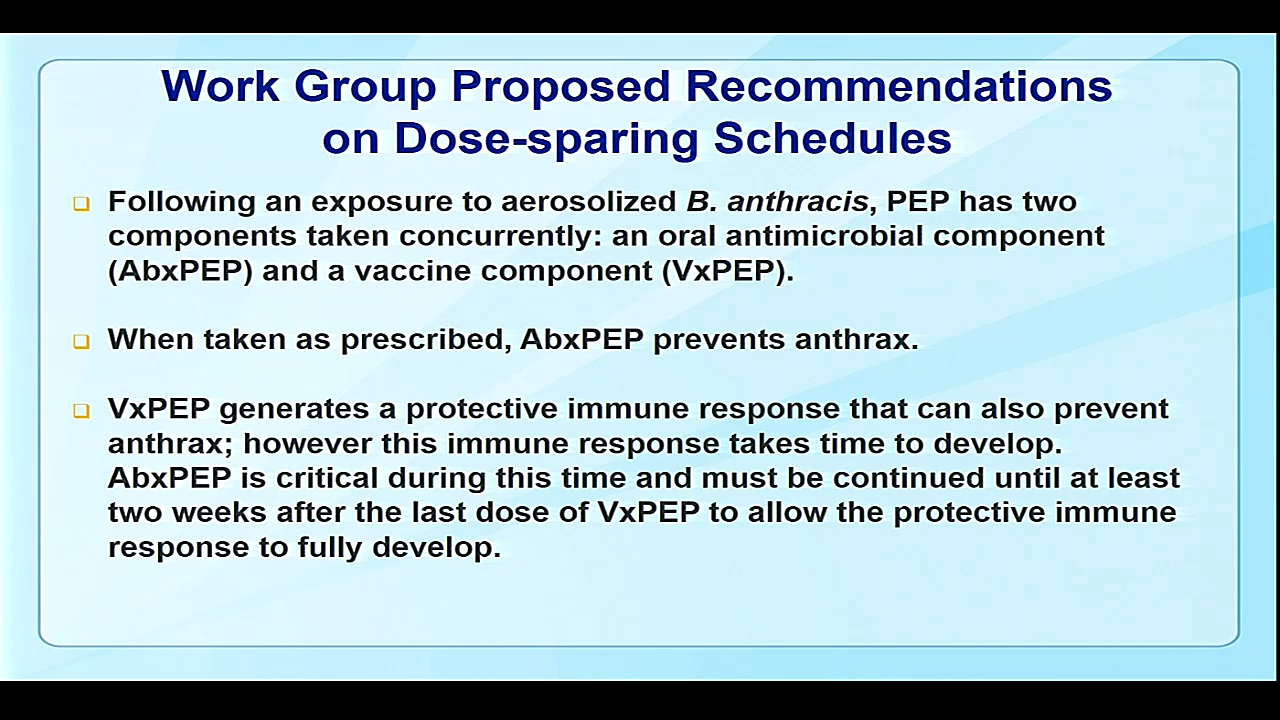 Work Group Proposed Recommendations
on Dose-sparing Schedules
Following an exposure to aerosolized B. anthracis, PEP has two
components taken concurrently: an oral antimicrobial component
(AbxPEP) and a vaccine component (VxPEP).
When taken as prescribed, AbxPEP prevents anthrax.
VxPEP generates a protective immune response that can also prevent
anthrax; however this immune response takes time to develop.
AbxPEP is critical during this time and must be continued until at least
two weeks after the last dose of VxPEP to allow the protective immune
response to fully develop.